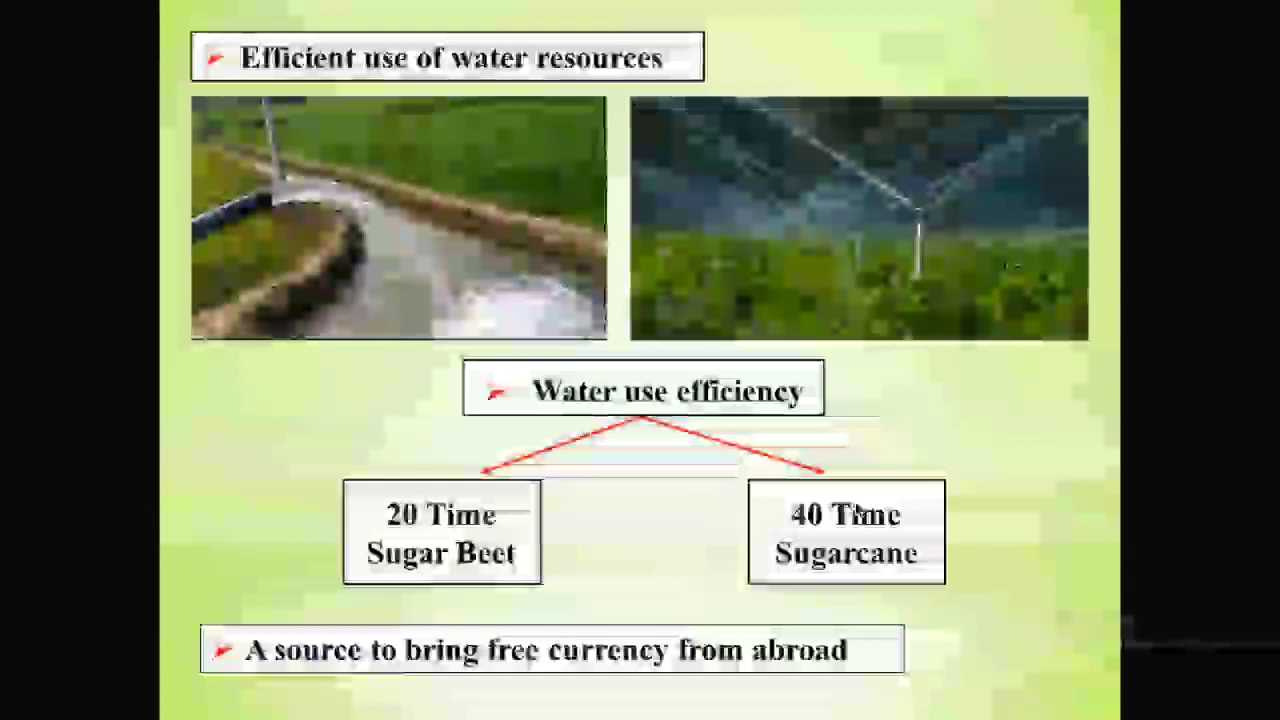 Efficient use of water resources
Water use efficiency
20 Time
Sugar Beet
40 Time
Sugarcane
A source to bring free currency from abroad